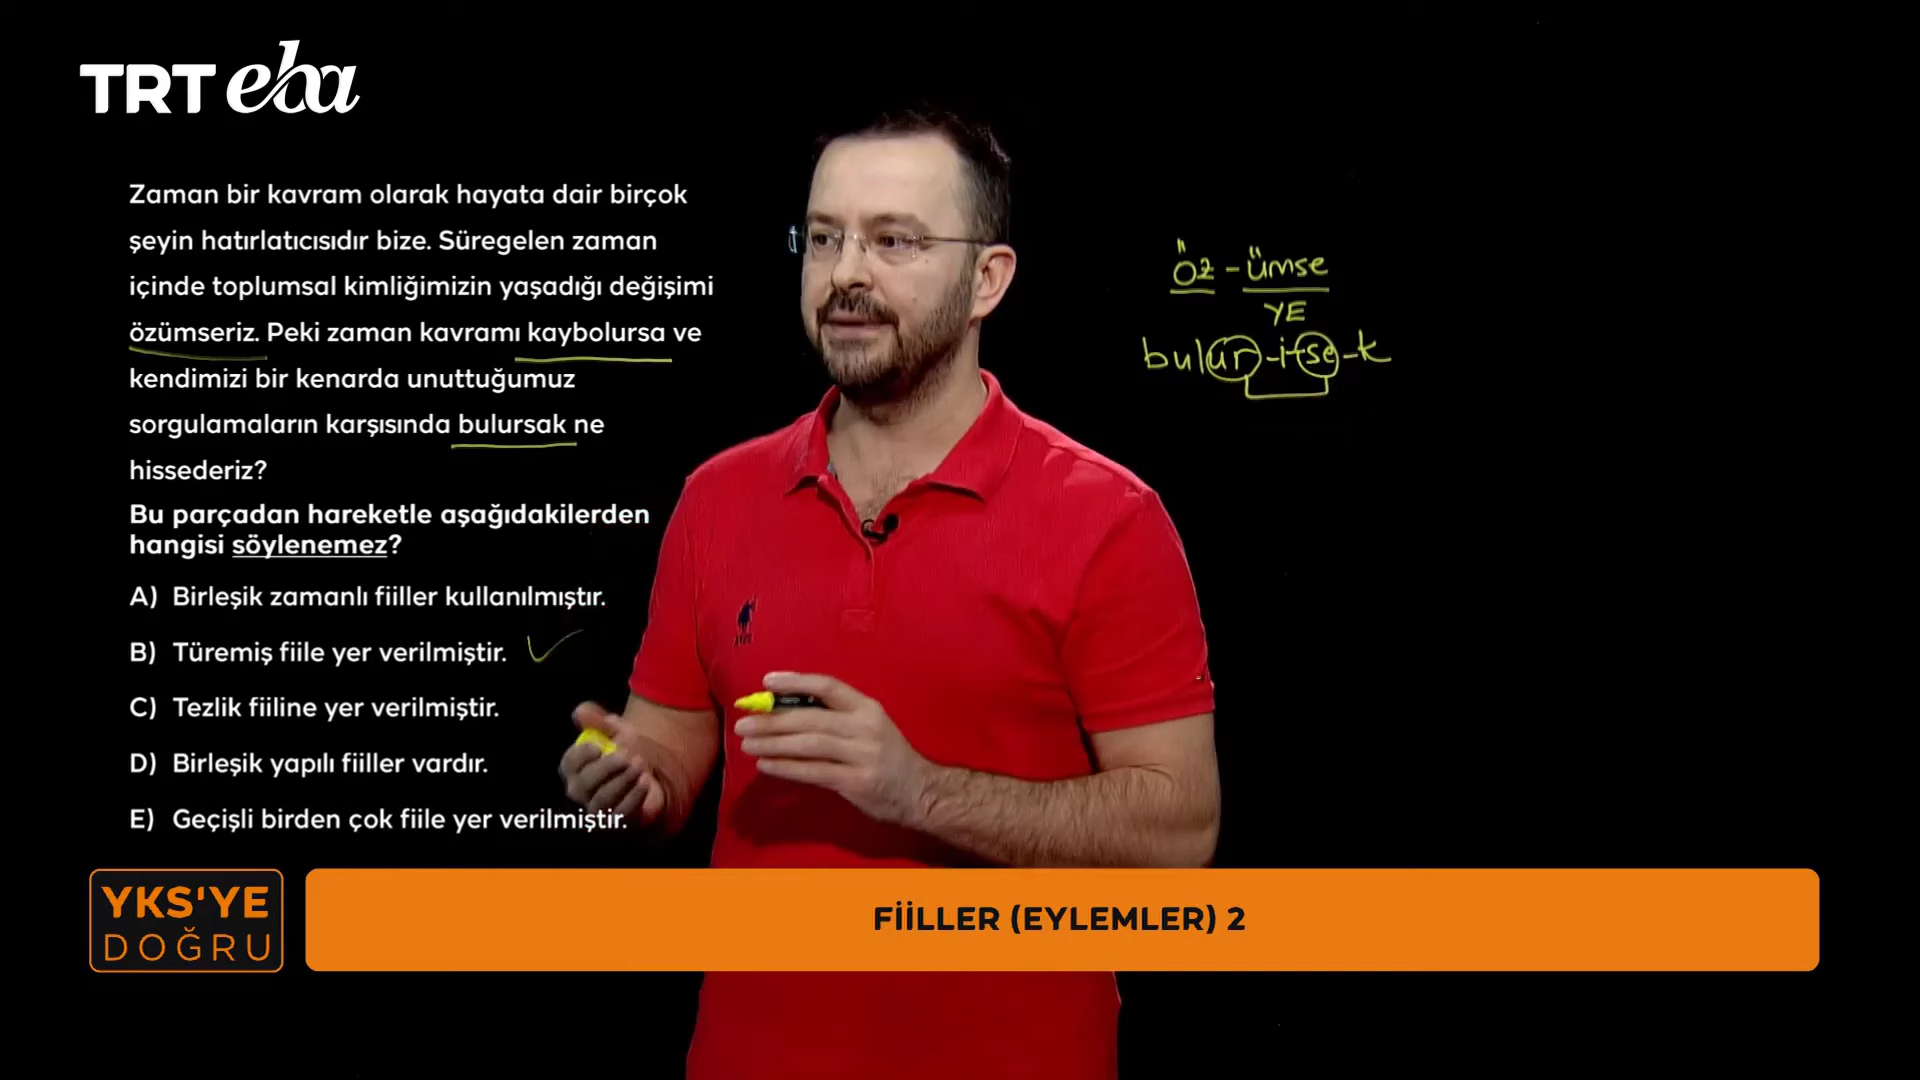 TRT eba
Zaman bir kavram olarak hayata dair birçok
şeyin hatırlatıcısıdır bize. Süregelen zaman
içinde toplumsal kimliğimizin yaşadığı değişimi
özümseriz. Peki zaman kavramı kaybolursa ve
kendimizi bir kenarda unuttuğumuz
sorgulamaların karşısında bulursak ne
hissederiz?
Bu parçadan hareketle aşağıdakilerden
hangisi söylenemez?
A) Birleşik zamanlı fiiller kullanılmıştır.
B) Türemiş fiile yer verilmiştir.
C) Tezlik fiiline yer verilmiştir.
D) Birleşik yapılı fiiller vardır.
E) Geçişli birden çok fiile yer verilmiştir.
öz - ümse
YE
bulur - ise - k
YKS'YE
DOĞRU
FİİLLER (EYLEMLER) 2